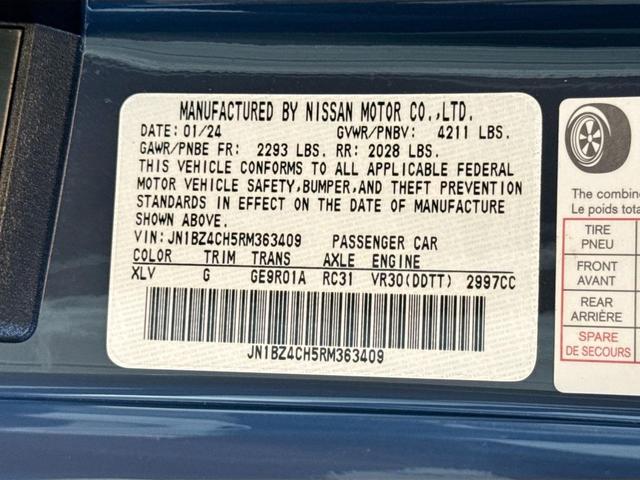 MANUFACTURED BY NISSAN MOTOR CO.,LTD.
DATE: 01/24 GVWR/PNBV: 4211 LBS.
GAWR/PNBE FR: 2293 LBS. RR: 2028 LBS.
THIS VEHICLE CONFORMS TO ALL APPLICABLE FEDERAL
MOTOR VEHICLE SAFETY,BUMPER,AND THEFT PREVENTION
STANDARDS IN EFFECT ON THE DATE OF MANUFACTURE
SHOWN ABOVE.
VIN: JN1BZ4CH5RM363409 PASSENGER CAR
COLOR TRIM TRANS AXLE ENGINE
XLV G GE9R01A RC31 VR30(DDTT) 2997CC
JN1BZ4CH5RM363409
The combine
Le poids tota
TIRE
PNEU
FRONT
AVANT
REAR
ARRIÈRE
SPARE
DE SECOURS